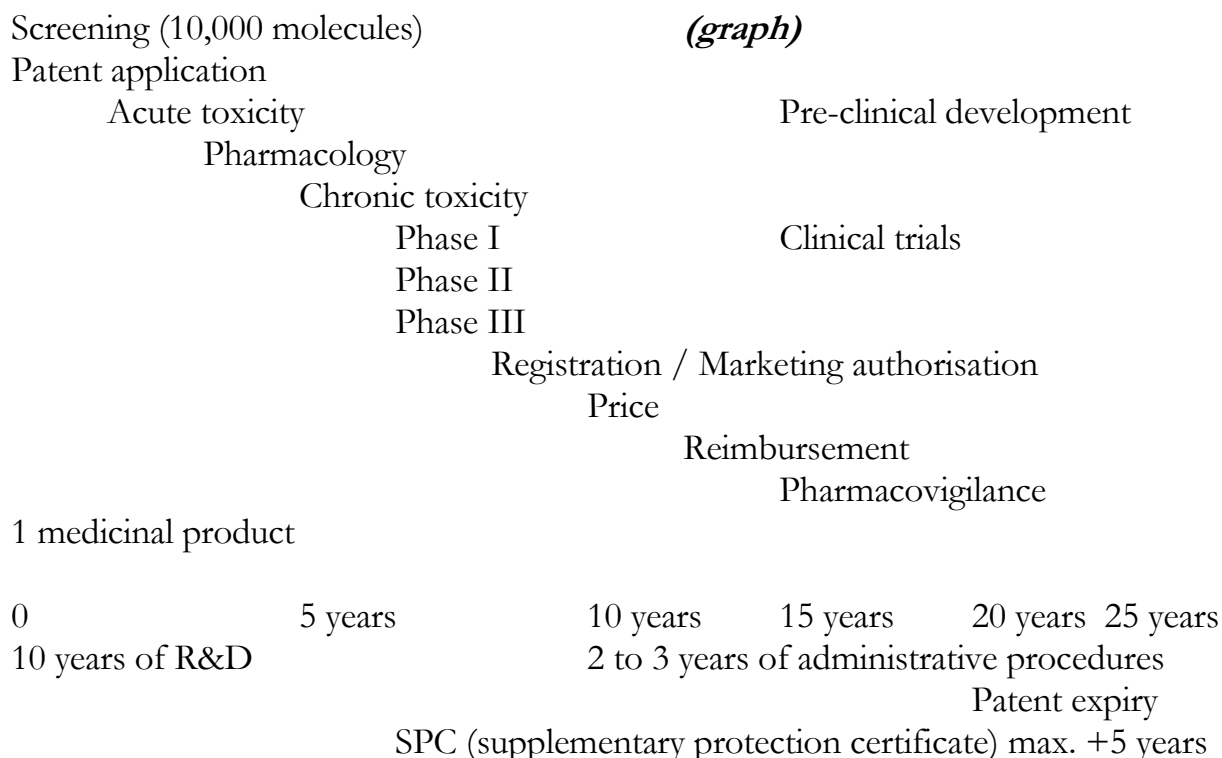 Screening (10,000 molecules) (graph)
Patent application
Acute toxicity Pre-clinical development
Pharmacology
Chronic toxicity
Phase I Clinical trials
Phase II
Phase III
Registration / Marketing authorisation
Price
Reimbursement
Pharmacovigilance
1 medicinal product
0 5 years 10 years 15 years 20 years 25 years
10 years of R&D 2 to 3 years of administrative procedures
Patent expiry
SPC (supplementary protection certificate) max. +5 years